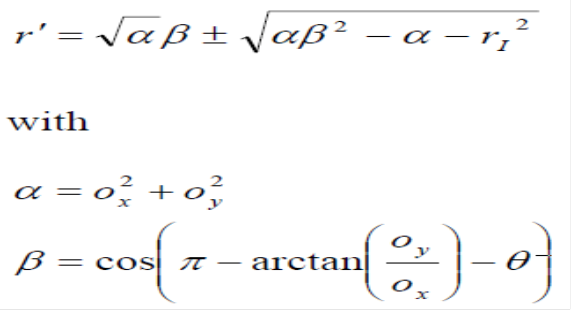 r′ = √α β ± √(αβ² − α − r_I²)
with
α = o_x² + o_y²
β = cos(π − arctan(o_y / o_x) − θ)